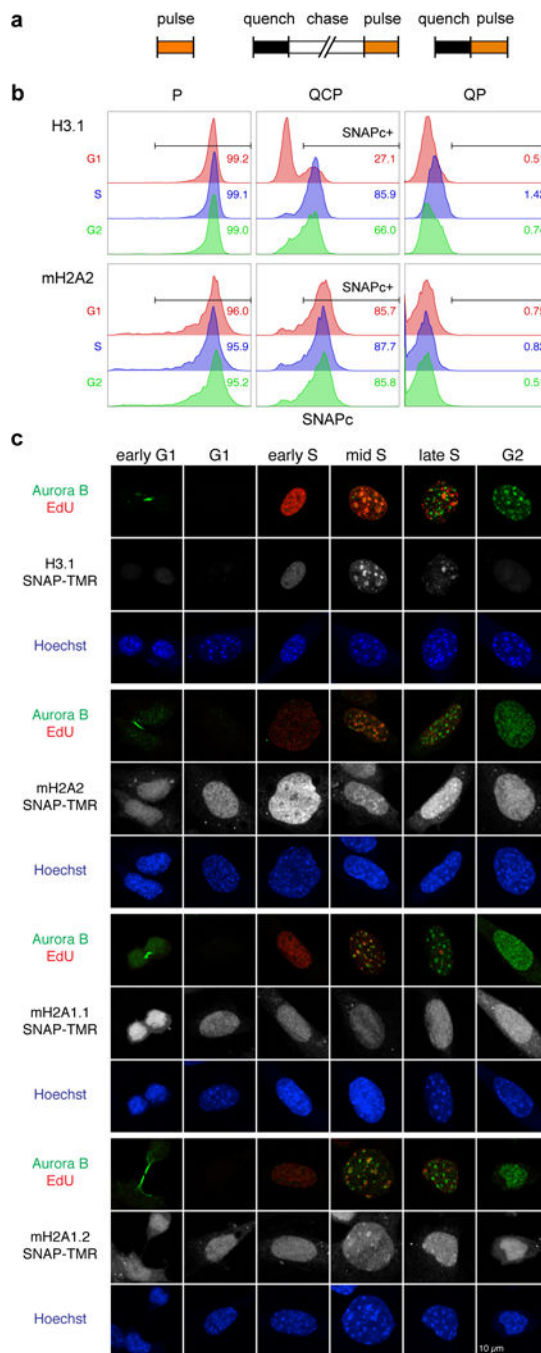 a
pulse
quench chase pulse
quench pulse
b
P QCP QP
H3.1
SNAPc+
G1 99.2 27.1
S 99.1 85.9 1.42
G2 99.0 66.0
mH2A2
SNAPc+
G1 96.0 85.7
S 95.9 87.7
G2 95.2 85.8
SNAPc
c
early G1 G1 early S mid S late S G2
Aurora B
EdU
H3.1
SNAP-TMR
Hoechst
Aurora B
EdU
mH2A2
SNAP-TMR
Hoechst
Aurora B
EdU
mH2A1.1
SNAP-TMR
Hoechst
Aurora B
EdU
mH2A1.2
SNAP-TMR
Hoechst
10 µm